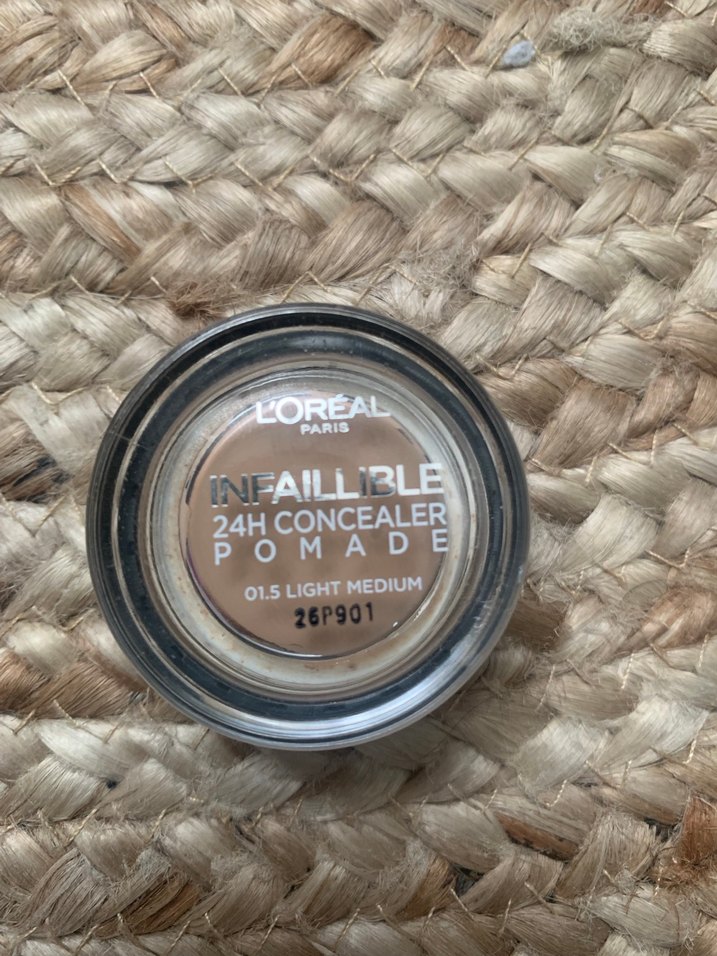 L'ORÉAL
PARIS
INFAILLIBLE
24H CONCEALER
POMADE
01.5 LIGHT MEDIUM
26P901